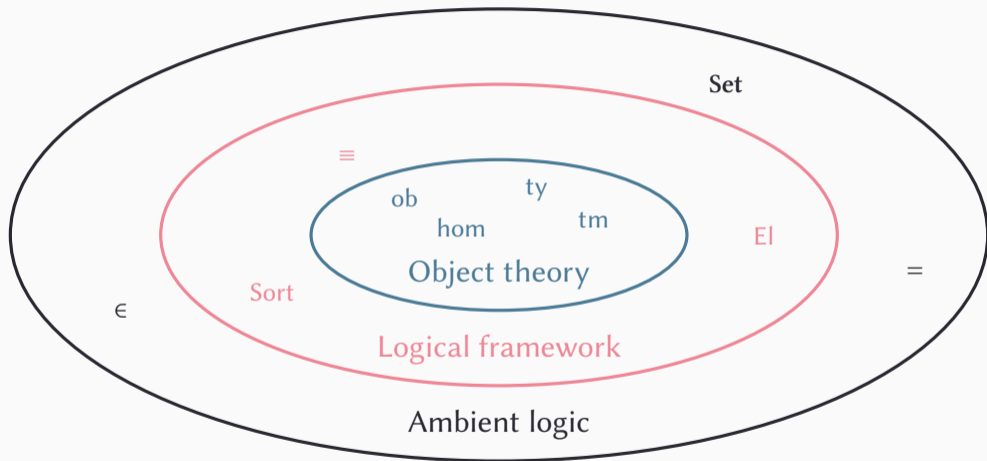 Set
≡
ty
ob
tm
hom
El
Object theory
=
Sort
∈
Logical framework
Ambient logic